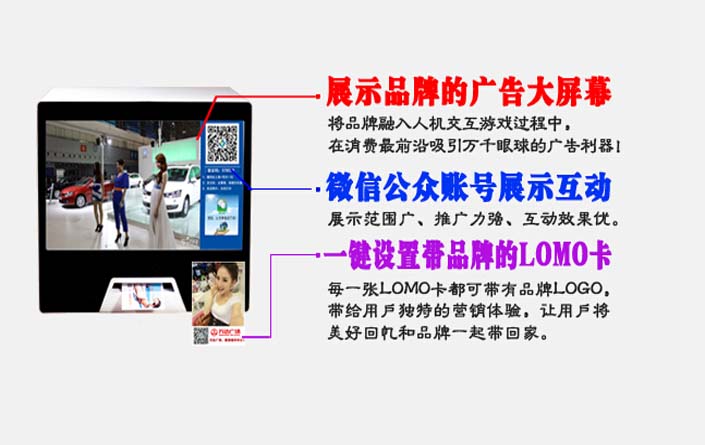 展示品牌的广告大屏幕
将品牌融入人机交互游戏过程中，
在消费最前沿吸引万千眼球的广告利器！
微信公众账号展示互动
展示范围广、推广力强、互动效果优。
一键设置带品牌的LOMO卡
每一张LOMO卡都可带有品牌LOGO，
带给用户独特的营销体验，让用户将
美好回忆和品牌一起带回家。
万达广场